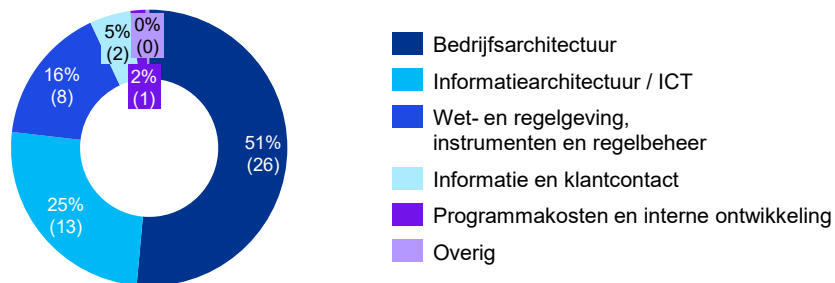 0%
(0)
5%
(2)
2%
(1)
16%
(8)
51%
(26)
25%
(13)
Bedrijfsarchitectuur
Informatiearchitectuur / ICT
Wet- en regelgeving,
instrumenten en regelbeheer
Informatie en klantcontact
Programmakosten en interne ontwikkeling
Overig